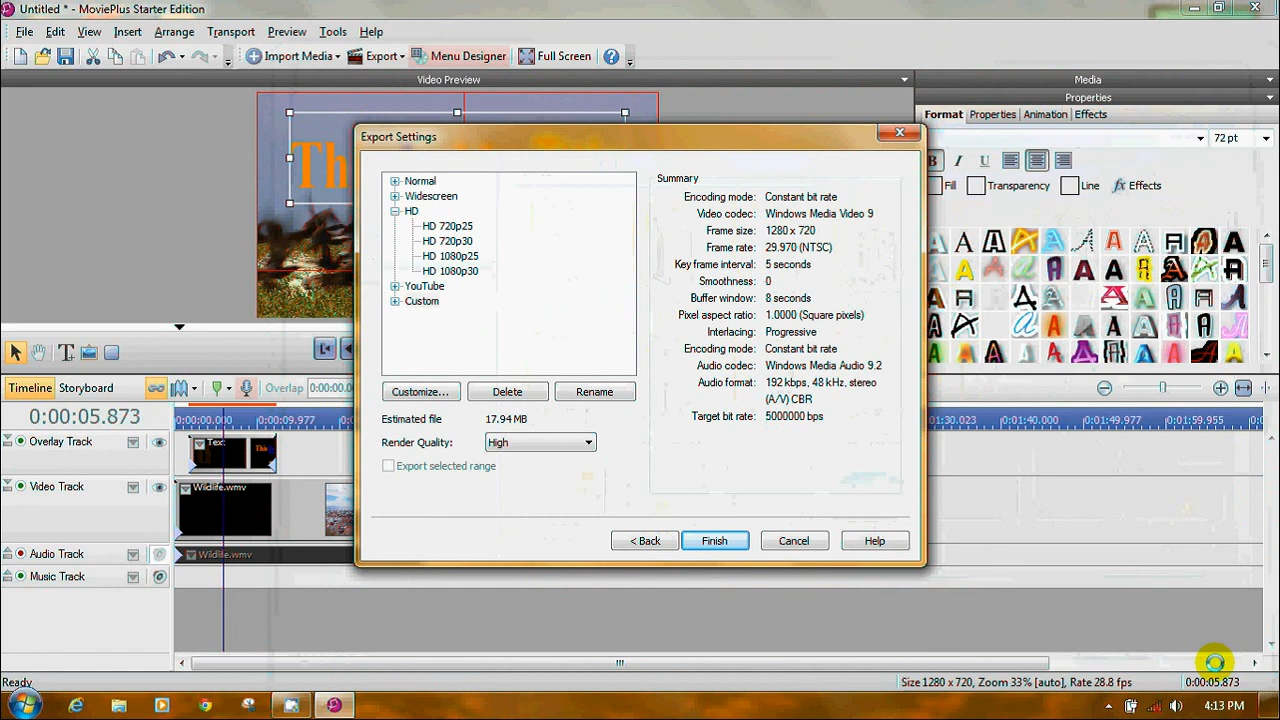 Untitled * - MoviePlus Starter Edition
File Edit View Insert Arrange Transport Preview Tools Help
Import Media Export Menu Designer Full Screen
Video Preview
Media
Properties
Format Properties Animation Effects
72 pt
B I U
Fill Transparency Line fx Effects
Thi
Export Settings
Normal
Widescreen
HD
HD 720p25
HD 720p30
HD 1080p25
HD 1080p30
YouTube
Custom
Customize... Delete Rename
Estimated file 17.94 MB
Render Quality: High
Export selected range
Summary
Encoding mode: Constant bit rate
Video codec: Windows Media Video 9
Frame size: 1280 x 720
Frame rate: 29.970 (NTSC)
Key frame interval: 5 seconds
Smoothness: 0
Buffer window: 8 seconds
Pixel aspect ratio: 1.0000 (Square pixels)
Interlacing: Progressive
Encoding mode: Constant bit rate
Audio codec: Windows Media Audio 9.2
Audio format: 192 kbps, 48 kHz, stereo
(A/V) CBR
Target bit rate: 5000000 bps
< Back Finish Cancel Help
Timeline Storyboard Overlap 0:00:00.
0:00:05.873
0:00:00.000 0:00:09.977 01:30.023 0:01:40.000 0:01:49.977 0:01:59.977
Overlay Track
Text
Video Track
Wildlife.wmv
Audio Track
Wildlife.wmv
Music Track
Ready
Size 1280 x 720, Zoom 33% [auto], Rate 28.8 fps 0:00:05.873
4:13 PM